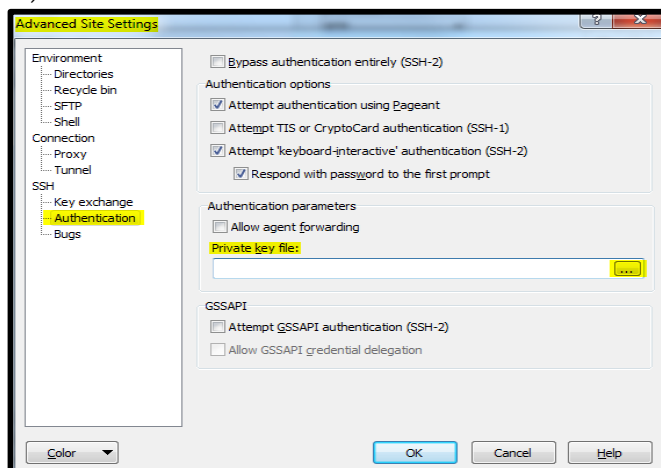 Advanced Site Settings
Environment
Directories
Recycle bin
SFTP
Shell
Connection
Proxy
Tunnel
SSH
Key exchange
Authentication
Bugs
Bypass authentication entirely (SSH-2)
Authentication options
Attempt authentication using Pageant
Attempt TIS or CryptoCard authentication (SSH-1)
Attempt 'keyboard-interactive' authentication (SSH-2)
Respond with password to the first prompt
Authentication parameters
Allow agent forwarding
Private key file:
...
GSSAPI
Attempt GSSAPI authentication (SSH-2)
Allow GSSAPI credential delegation
Color
OK
Cancel
Help